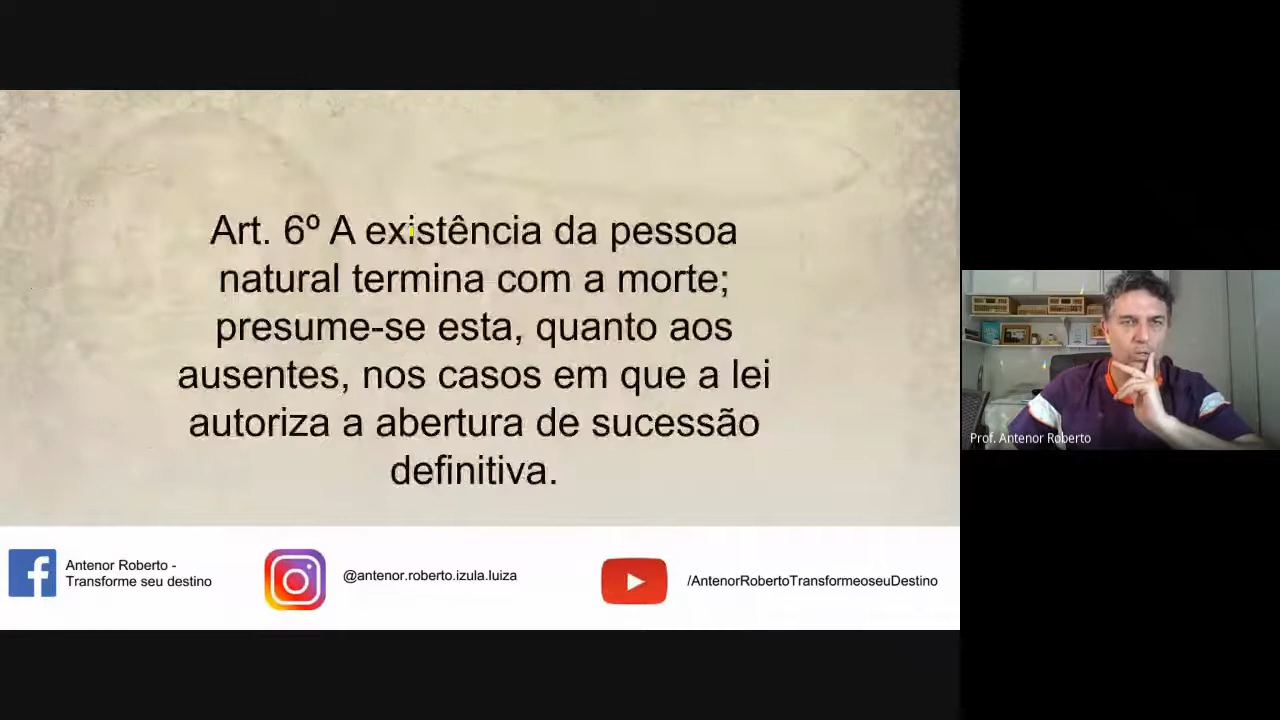 Art. 6º A existência da pessoa
natural termina com a morte;
presume-se esta, quanto aos
ausentes, nos casos em que a lei
autoriza a abertura de sucessão
definitiva.
Prof. Antenor Roberto
Antenor Roberto -
Transforme seu destino
@antenor.roberto.izula.luiza
/AntenorRobertoTransformeoseuDestino